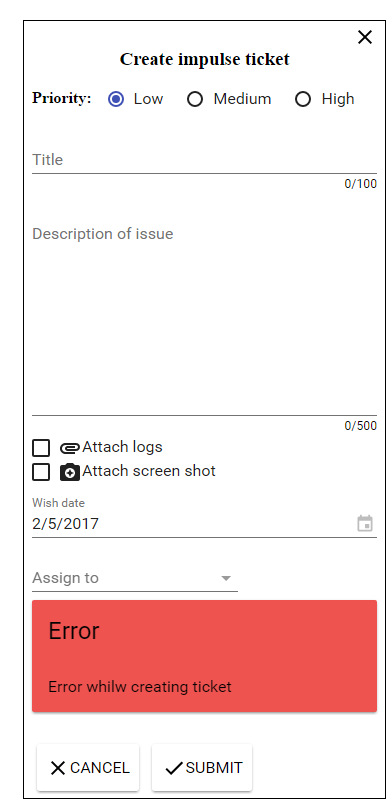 Create impulse ticket
Priority: Low Medium High
Title
0/100
Description of issue
0/500
Attach logs
Attach screen shot
Wish date
2/5/2017
Assign to
Error
Error whilw creating ticket
CANCEL SUBMIT